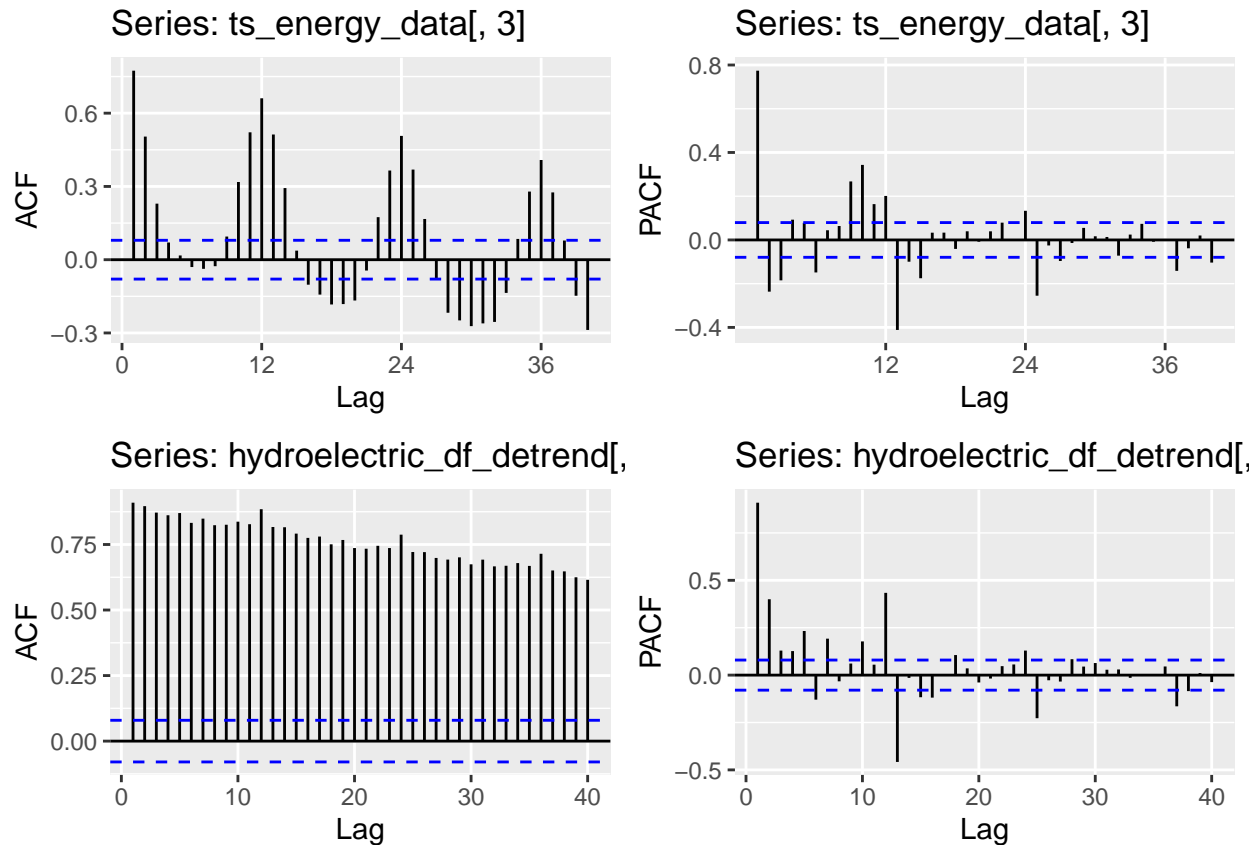 Series: ts_energy_data[, 3]
ACF
0.6
0.3
0.0
−0.3
0 12 24 36
Lag
Series: ts_energy_data[, 3]
PACF
0.8
0.4
0.0
−0.4
12 24 36
Lag
Series: hydroelectric_df_detrend[,
ACF
0.75
0.50
0.25
0.00
0 10 20 30 40
Lag
Series: hydroelectric_df_detrend[,
PACF
0.5
0.0
−0.5
0 10 20 30 40
Lag